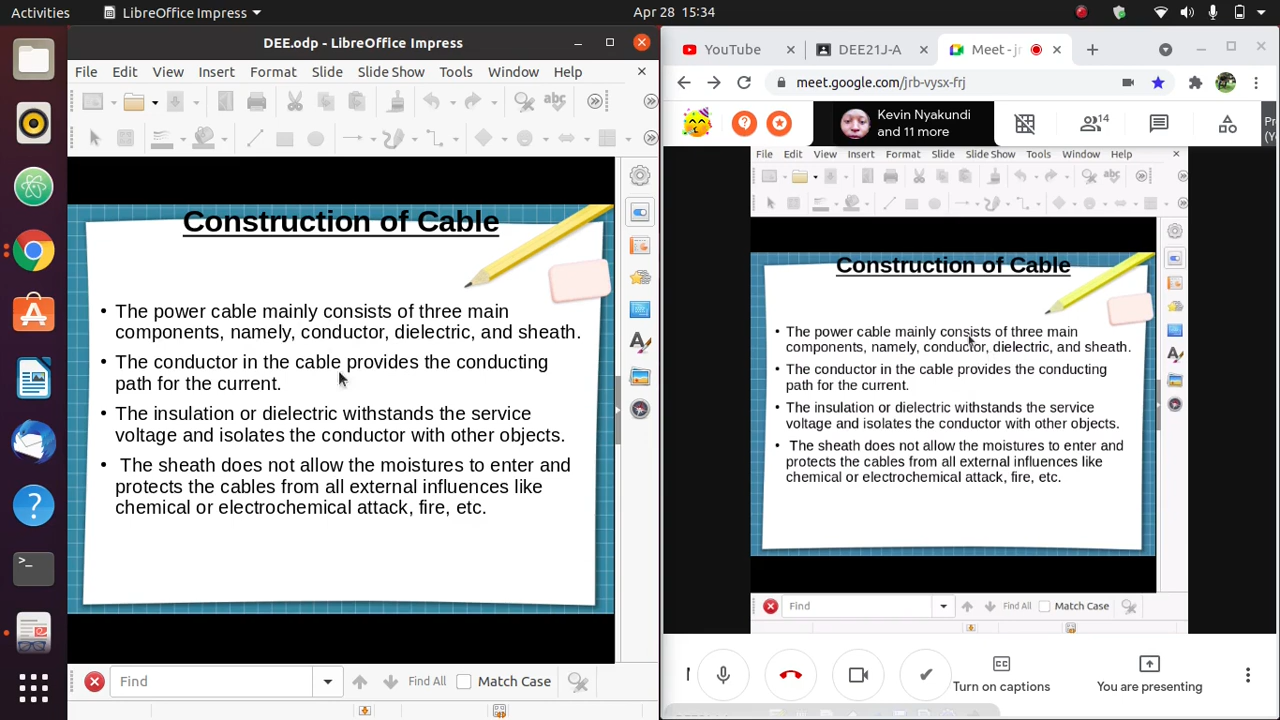 Activities LibreOffice Impress Apr 28 15:34
DEE.odp - LibreOffice Impress
File Edit View Insert Format Slide Slide Show Tools Window Help
Construction of Cable
• The power cable mainly consists of three main
components, namely, conductor, dielectric, and sheath.
• The conductor in the cable provides the conducting
path for the current.
• The insulation or dielectric withstands the service
voltage and isolates the conductor with other objects.
• The sheath does not allow the moistures to enter and
protects the cables from all external influences like
chemical or electrochemical attack, fire, etc.
Find Find All Match Case
YouTube DEE21J-A Meet - jr
meet.google.com/jrb-vysx-frj
Kevin Nyakundi
and 11 more
14
File Edit View Insert Format Slide Slide Show Tools Window Help
Construction of Cable
• The power cable mainly consists of three main
components, namely, conductor, dielectric, and sheath.
• The conductor in the cable provides the conducting
path for the current.
• The insulation or dielectric withstands the service
voltage and isolates the conductor with other objects.
• The sheath does not allow the moistures to enter and
protects the cables from all external influences like
chemical or electrochemical attack, fire, etc.
Find Find All Match Case
Turn on captions You are presenting